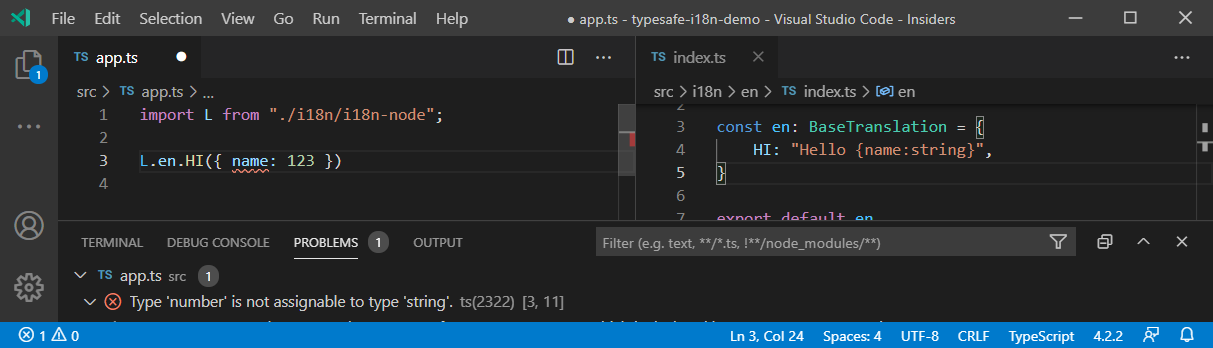 File Edit Run Terminal Help
● app.ts - typesafe-i18n-demo - Visual Studio Code - Insiders
1
TS app.ts ●
src > TS app.ts > ...
1 import L from "./i18n/i18n-node";
2
3 L.en.HI({ name: 123 })
4
TS index.ts
src > i18n > en > TS index.ts > en
2
3 const en: BaseTranslation = {
4 HI: "Hello {name:string}",
5 }
6
7 export default en
TERMINAL DEBUG CONSOLE PROBLEMS 1 OUTPUT
Filter (e.g. text, **/*.ts, !**/node_modules/**)
TS app.ts src 1
Type 'number' is not assignable to type 'string'. ts(2322) [3, 11]
1 0 Ln 3, Col 24 Spaces: 4 UTF-8 CRLF TypeScript 4.2.2